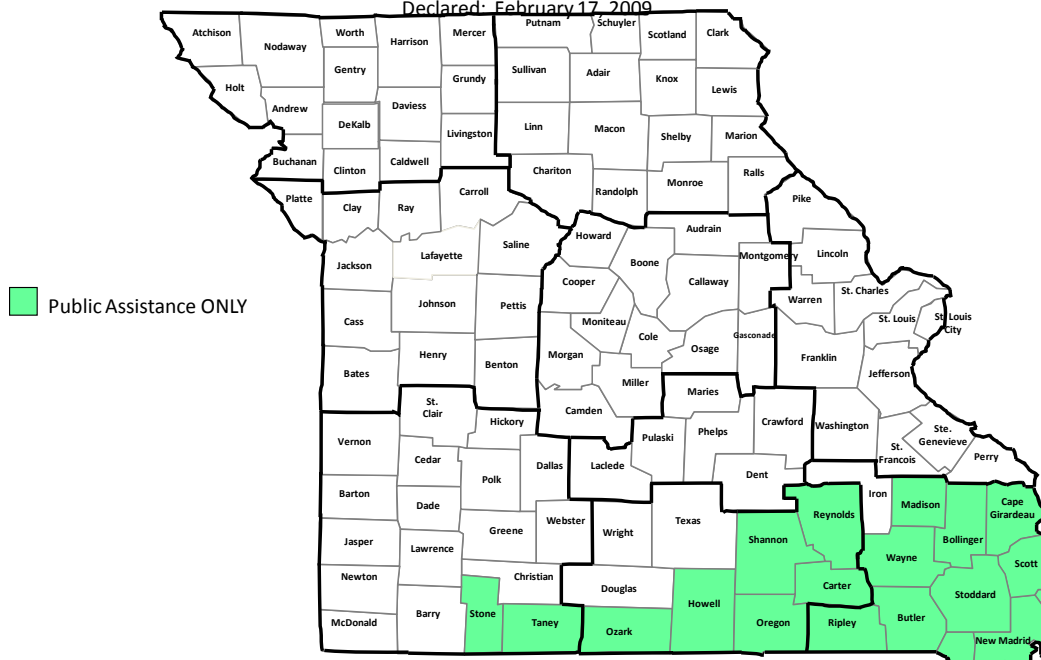 Declared: February 17, 2009
Atchison
Nodaway
Worth
Harrison
Mercer
Putnam
Schuyler
Scotland
Clark
Gentry
Sullivan
Adair
Knox
Grundy
Holt
Lewis
Andrew
Daviess
DeKalb
Linn
Macon
Livingston
Shelby
Marion
Buchanan
Clinton
Caldwell
Chariton
Randolph
Monroe
Ralls
Platte
Clay
Ray
Carroll
Pike
Howard
Audrain
Saline
Lafayette
Jackson
Boone
Montgomery
Lincoln
Cooper
Callaway
St. Charles
Warren
Public Assistance ONLY
Johnson
Pettis
Cass
Moniteau
Cole
Gasconade
St. Louis
St. Louis
City
Osage
Henry
Benton
Morgan
Franklin
Bates
Miller
Jefferson
Maries
St.
Clair
Camden
Hickory
Crawford
Washington
Vernon
Pulaski
Phelps
Ste.
Genevieve
St.
Francois
Perry
Cedar
Polk
Dallas
Laclede
Dent
Barton
Dade
Iron
Madison
Cape
Girardeau
Reynolds
Texas
Webster
Greene
Wright
Shannon
Bollinger
Jasper
Lawrence
Wayne
Scott
Newton
Christian
Douglas
Carter
Stoddard
Howell
Barry
Stone
Taney
Ozark
Oregon
Ripley
Butler
McDonald
New Madrid